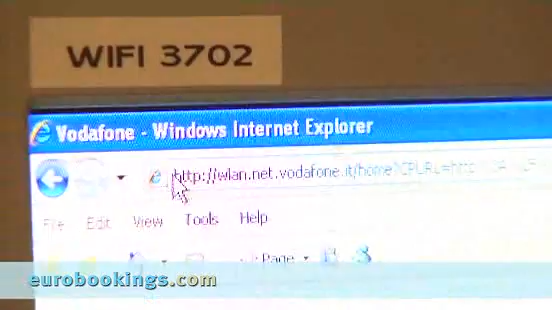 WIFI 3702
Vodafone - Windows Internet Explorer
http://wlan.net.vodafone.it/home?CPURL=http
File Edit View Tools Help
Page
eurobookings.com